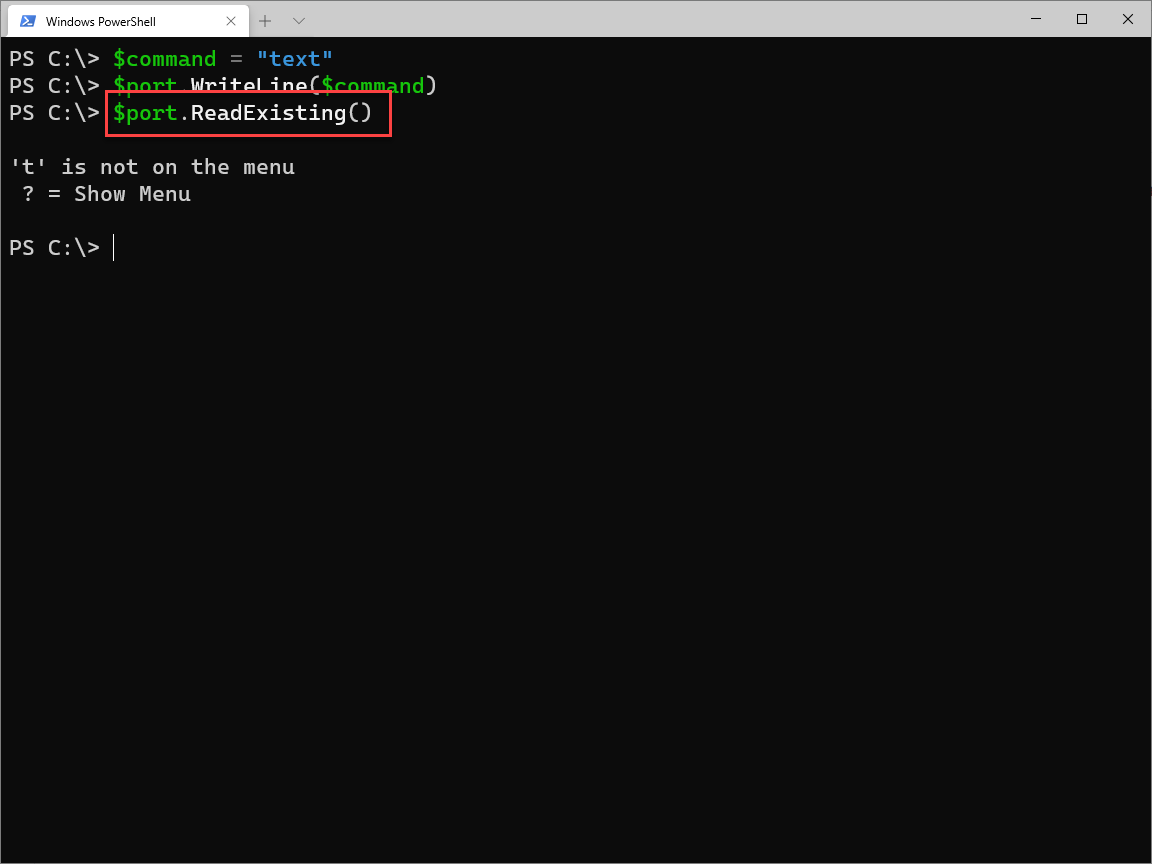 Windows PowerShell
PS C:\> $command = "text"
PS C:\> $port.WriteLine($command)
PS C:\> $port.ReadExisting()
't' is not on the menu
? = Show Menu
PS C:\>